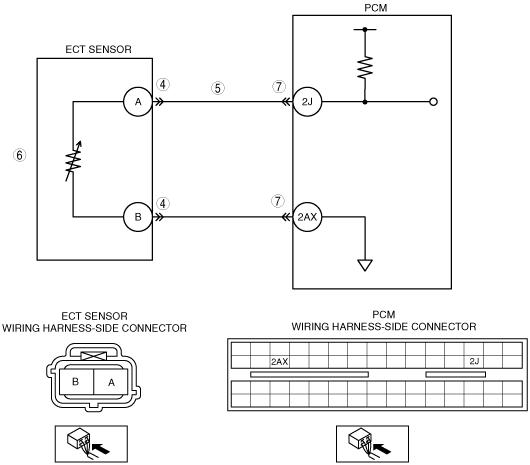 PCM
ECT SENSOR
④
⑤
⑦
A
2J
⑥
④
⑦
B
2AX
ECT SENSOR
WIRING HARNESS-SIDE CONNECTOR
PCM
WIRING HARNESS-SIDE CONNECTOR
2AX
2J
B
A